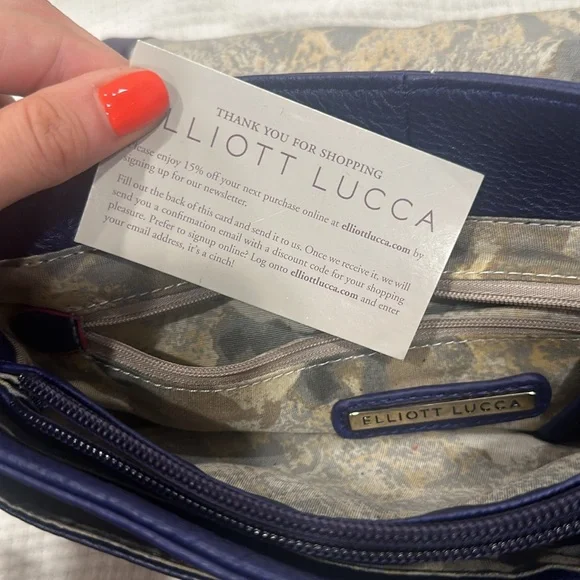 THANK YOU FOR SHOPPING
ELLIOTT LUCCA
Please enjoy 15% off your next purchase online at elliottlucca.com by
signing up for our newsletter.
Fill out the back of this card and send it to us. Once we receive it, we will
send you a confirmation email with a discount code for your shopping
pleasure. Prefer to signup online? Log onto elliottlucca.com and enter
your email address, it's a cinch!
ELLIOTT LUCCA